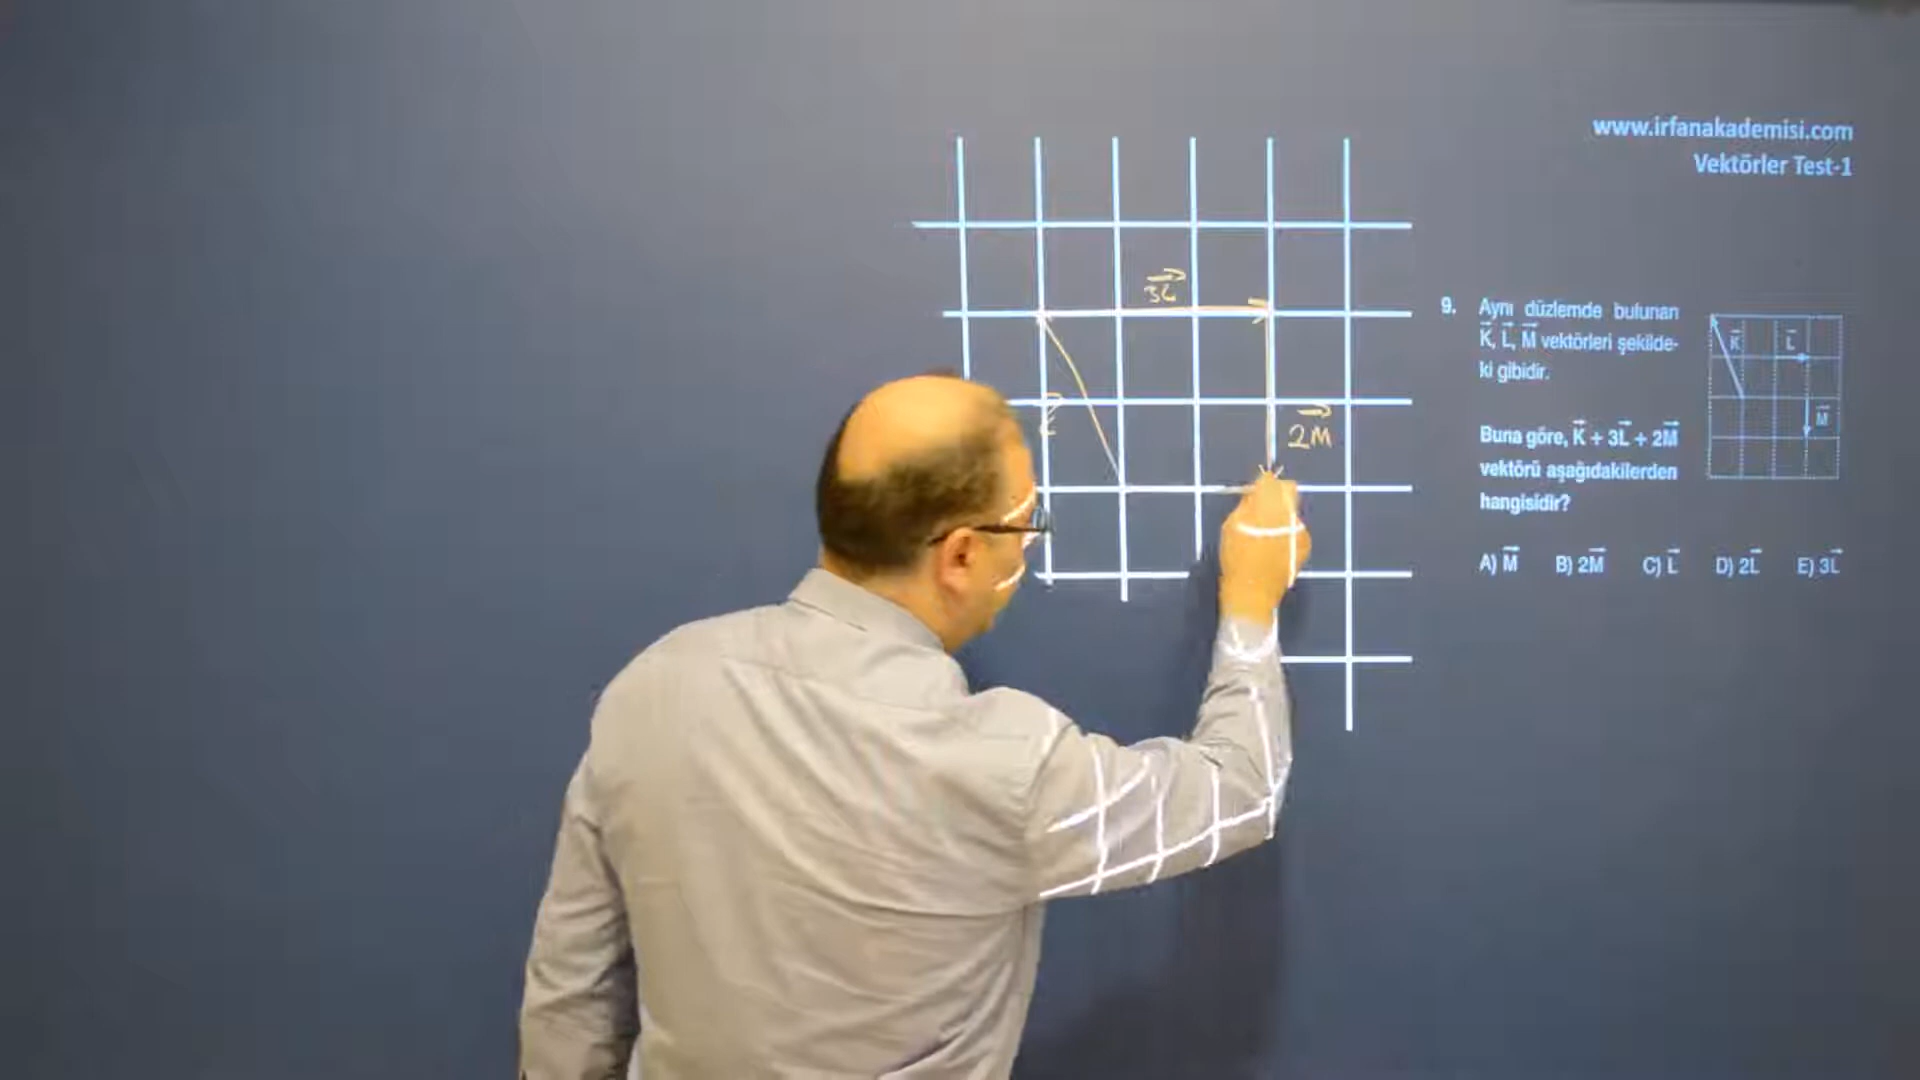 www.irfanakademisi.com
Vektörler Test-1
3L
2M
9. Aynı düzlemde bulunan
K, L, M vektörleri şekilde-
ki gibidir.
K
L
M
Buna göre, K + 3L + 2M
vektörü aşağıdakilerden
hangisidir?
A) M B) 2M C) L D) 2L E) 3L